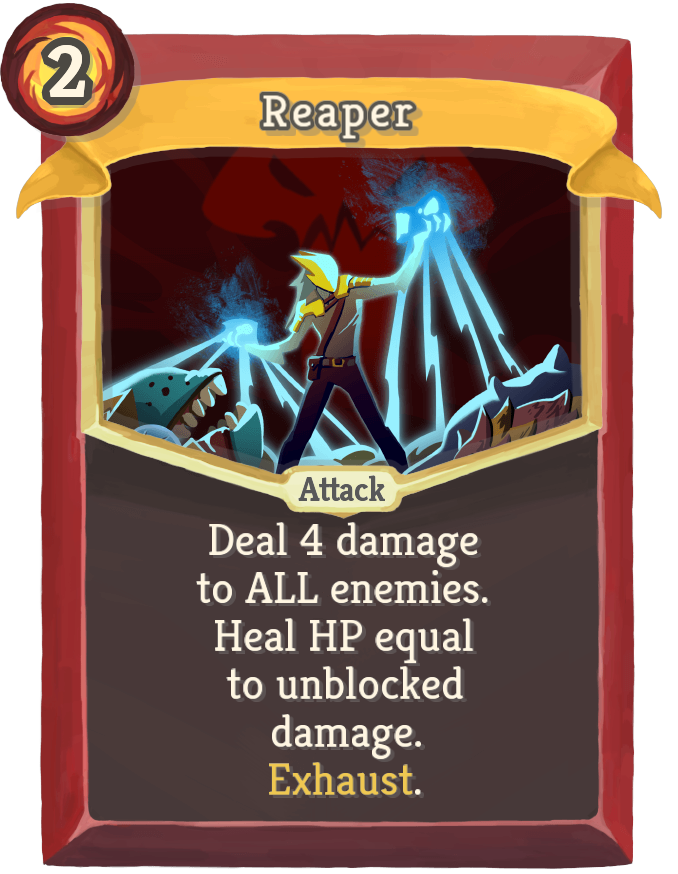 2
Reaper
Attack
Deal 4 damage
to ALL enemies.
Heal HP equal
to unblocked
damage.
Exhaust.